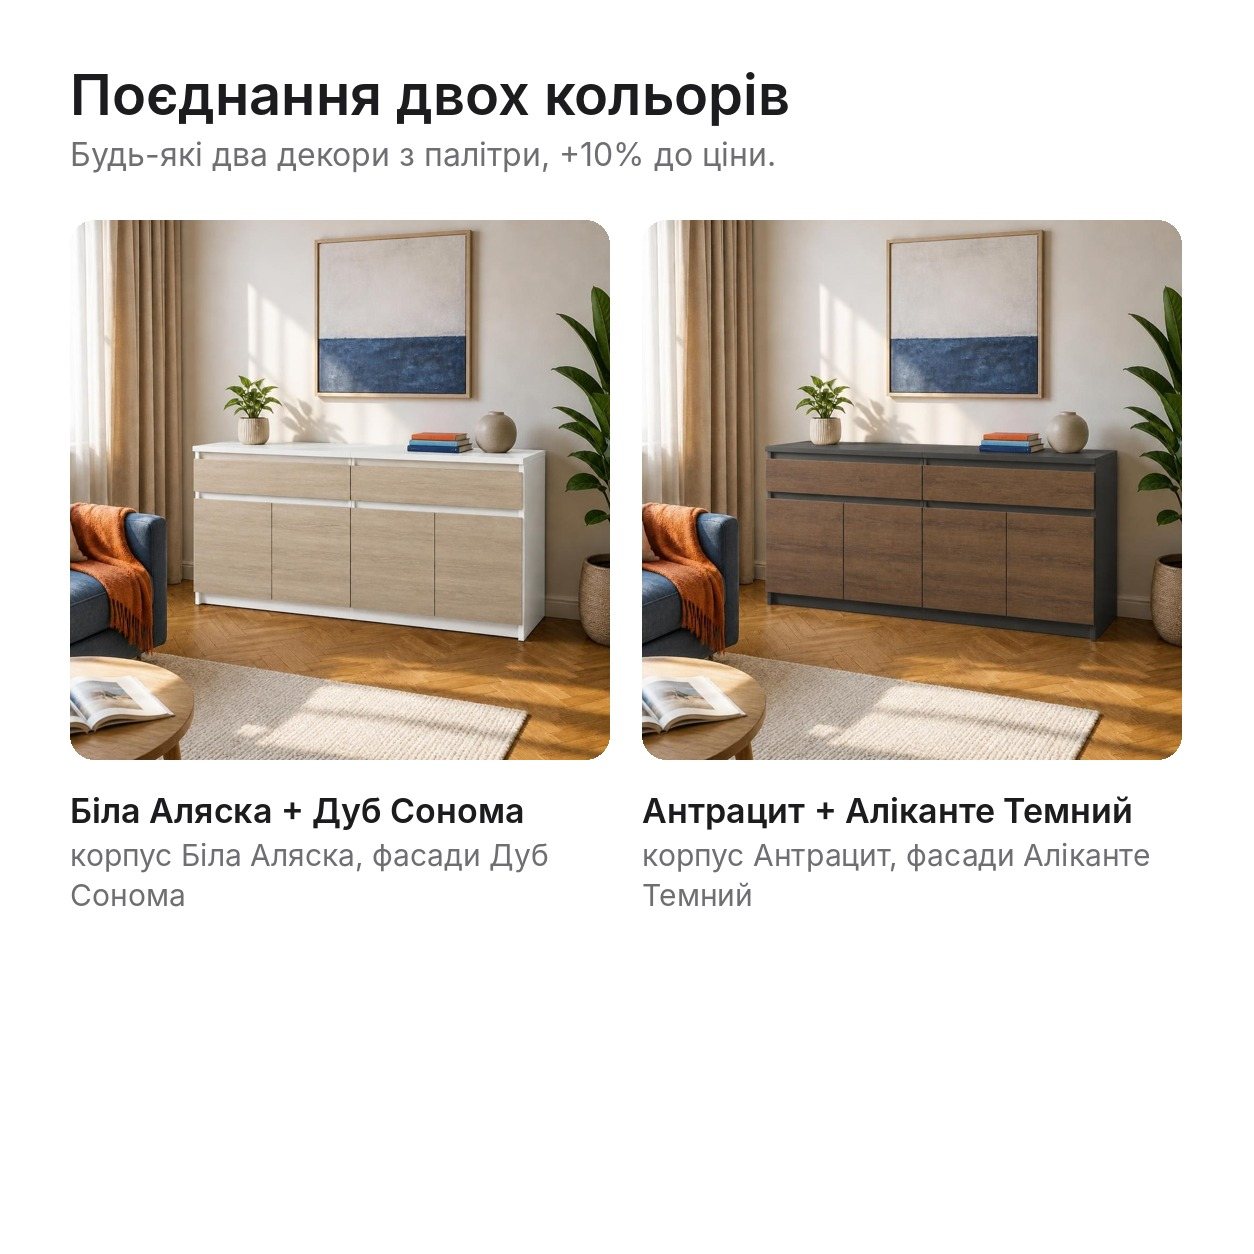 Поєднання двох кольорів
Будь-які два декори з палітри, +10% до ціни.
Біла Аляска + Дуб Сонома
корпус Біла Аляска, фасади Дуб
Сонома
Антрацит + Аліканте Темний
корпус Антрацит, фасади Аліканте
Темний